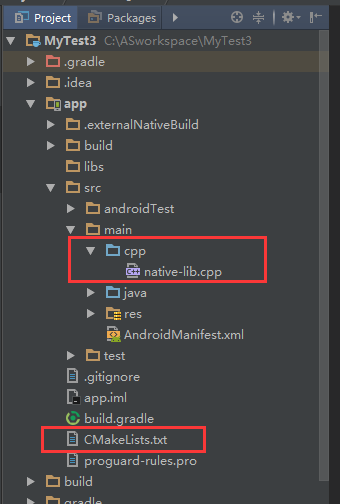 Project Packages
MyTest3 C:\ASworkspace\MyTest3
.gradle
.idea
app
.externalNativeBuild
build
libs
src
androidTest
main
cpp
native-lib.cpp
java
res
AndroidManifest.xml
test
.gitignore
app.iml
build.gradle
CMakeLists.txt
proguard-rules.pro
build
gradle